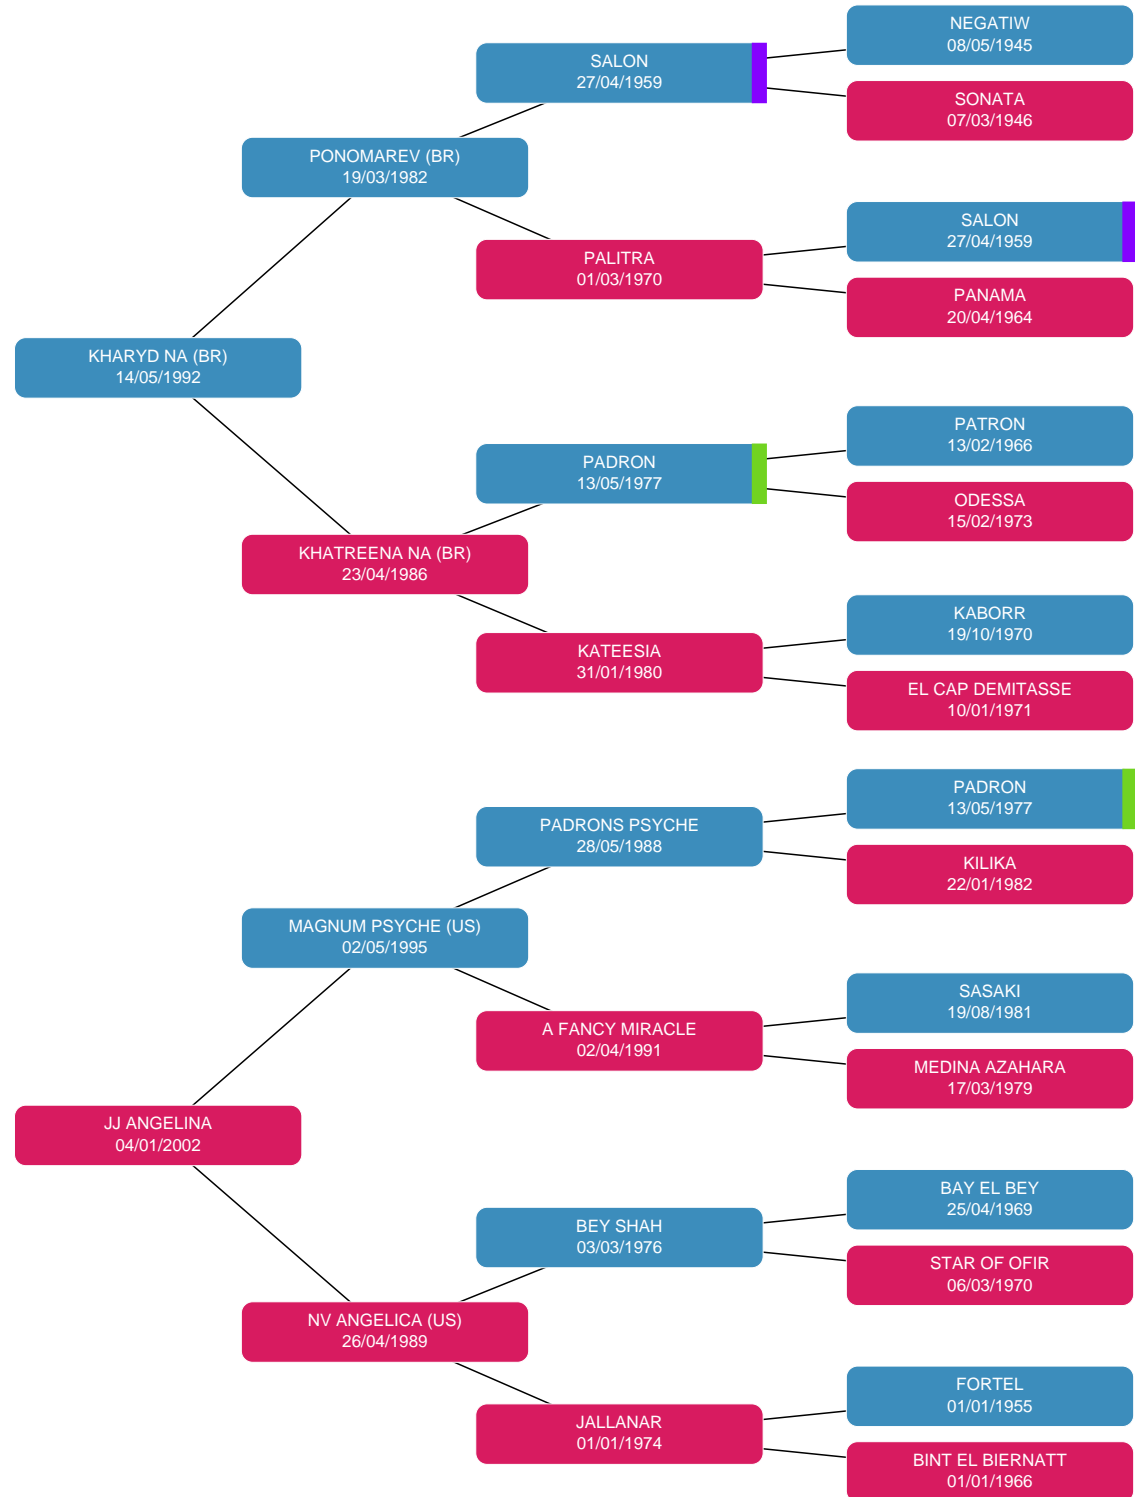 NEGATIW
08/05/1945
SALON
27/04/1959
SONATA
07/03/1946
PONOMAREV (BR)
19/03/1982
SALON
27/04/1959
PALITRA
01/03/1970
PANAMA
20/04/1964
KHARYD NA (BR)
14/05/1992
PATRON
13/02/1966
PADRON
13/05/1977
ODESSA
15/02/1973
KHATREENA NA (BR)
23/04/1986
KABORR
19/10/1970
KATEESIA
31/01/1980
EL CAP DEMITASSE
10/01/1971
PADRON
13/05/1977
PADRONS PSYCHE
28/05/1988
KILIKA
22/01/1982
MAGNUM PSYCHE (US)
02/05/1995
SASAKI
19/08/1981
A FANCY MIRACLE
02/04/1991
MEDINA AZAHARA
17/03/1979
JJ ANGELINA
04/01/2002
BAY EL BEY
25/04/1969
BEY SHAH
03/03/1976
STAR OF OFIR
06/03/1970
NV ANGELICA (US)
26/04/1989
FORTEL
01/01/1955
JALLANAR
01/01/1974
BINT EL BIERNATT
01/01/1966